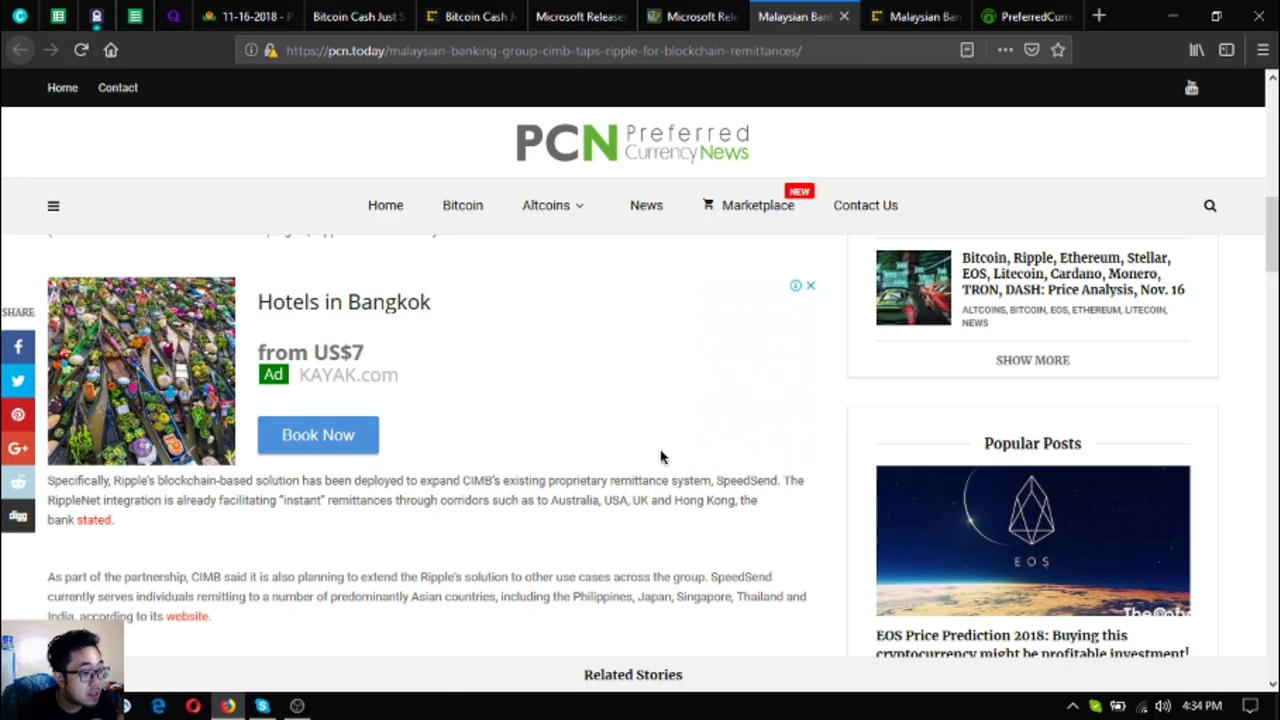 11-16-2018 - P
Bitcoin Cash Just S
Bitcoin Cash Ju
Microsoft Releases
Microsoft Rele
Malaysian Bank
Malaysian Ban
PreferredCurre
https://pcn.today/malaysian-banking-group-cimb-taps-ripple-for-blockchain-remittances/
Home Contact
PCN Preferred
CurrencyNews
NEW
Home Bitcoin Altcoins News Marketplace Contact Us
Hotels in Bangkok
from US$7
Ad KAYAK.com
Book Now
SHARE
digg
Specifically, Ripple's blockchain-based solution has been deployed to expand CIMB's existing proprietary remittance system, SpeedSend. The
RippleNet integration is already facilitating "instant" remittances through corridors such as to Australia, USA, UK and Hong Kong, the
bank stated.
As part of the partnership, CIMB said it is also planning to extend the Ripple's solution to other use cases across the group. SpeedSend
currently serves individuals remitting to a number of predominantly Asian countries, including the Philippines, Japan, Singapore, Thailand and
India, according to its website.
Bitcoin, Ripple, Ethereum, Stellar,
EOS, Litecoin, Cardano, Monero,
TRON, DASH: Price Analysis, Nov. 16
ALTCOINS, BITCOIN, EOS, ETHEREUM, LITECOIN,
NEWS
SHOW MORE
Popular Posts
EOS
EOS Price Prediction 2018: Buying this
cryptocurrency might be profitable investment!
Related Stories
4:34 PM